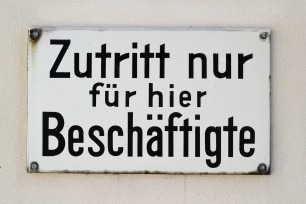 Zutritt nur
für hier
Beschäftigte